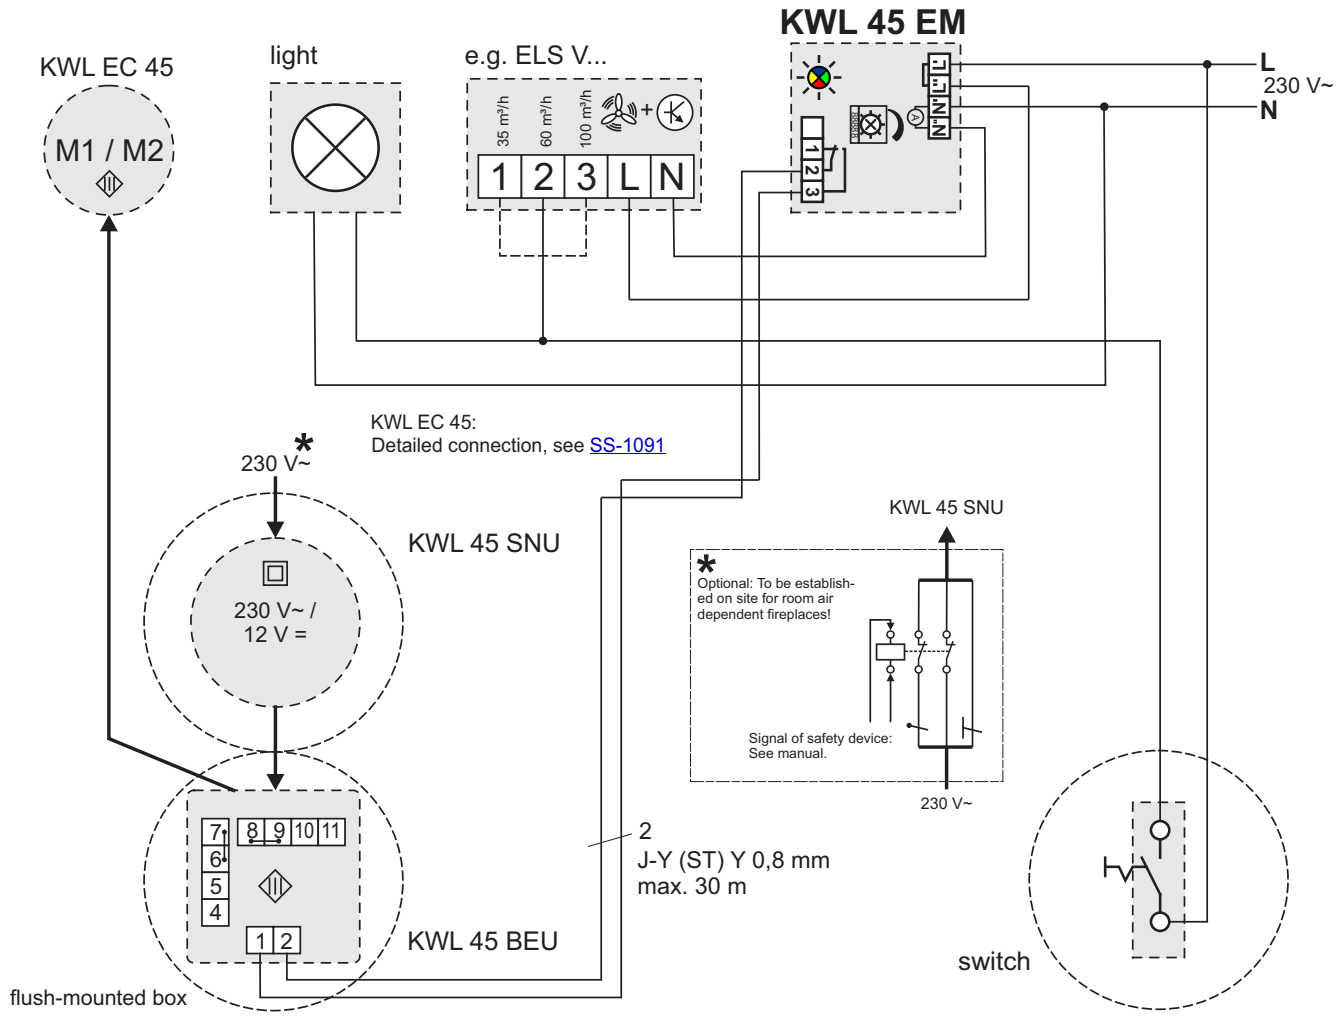 KWL 45 EM
KWL EC 45
light
e.g. ELS V...
L
230 V~
N
M1 / M2
35 m³/h
60 m³/h
100 m³/h
+
1 2 3 L N
L'
L'
N"
N"
A
1
2
3
KWL EC 45:
Detailed connection, see SS-1091
*
230 V~
KWL 45 SNU
230 V~ /
12 V =
KWL 45 SNU
*
Optional: To be establish-
ed on site for room air
dependent fireplaces!
Signal of safety device:
See manual.
230 V~
2
J-Y (ST) Y 0,8 mm
max. 30 m
7 8 9 10 11
6
5
4
1 2
KWL 45 BEU
flush-mounted box
switch